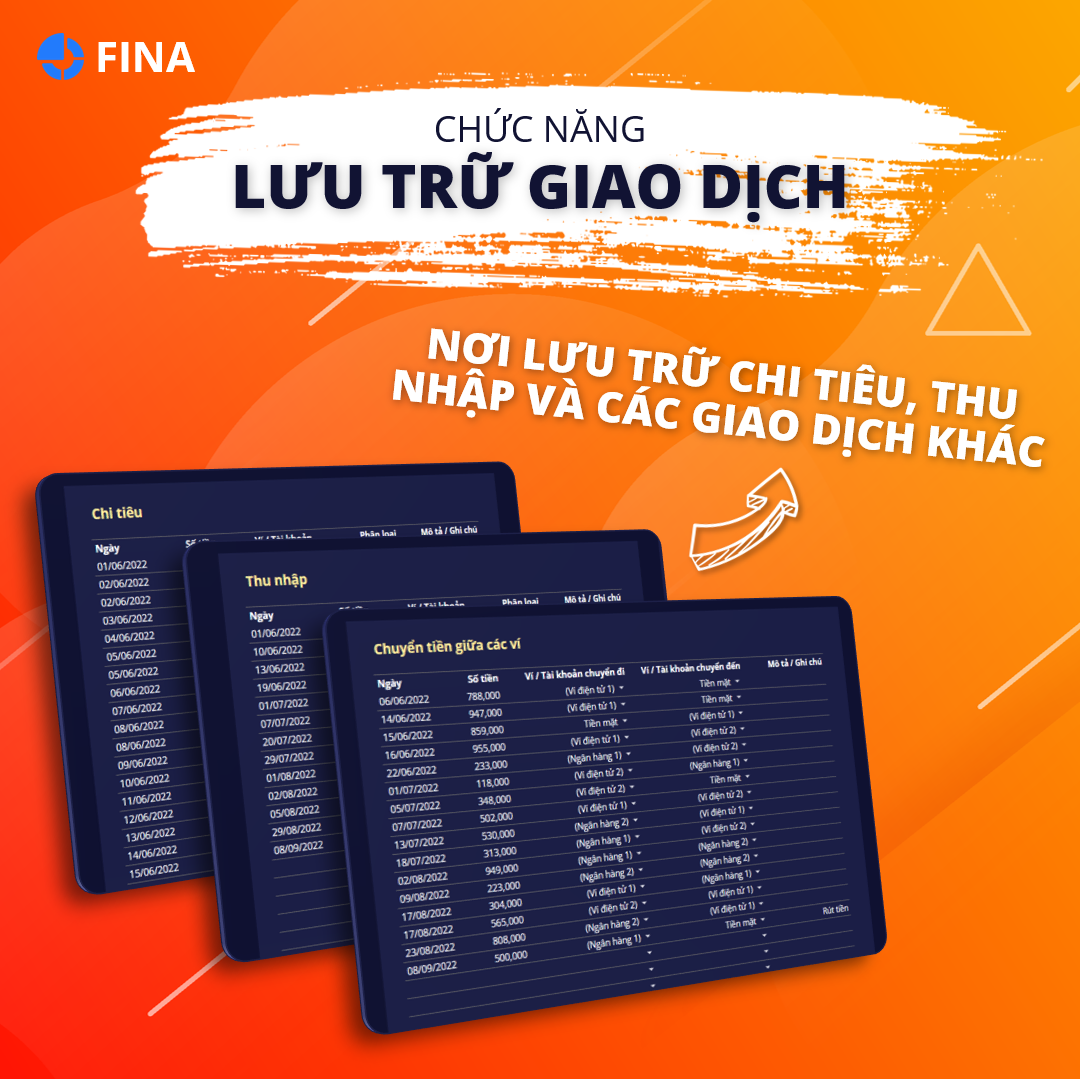 FINA
CHỨC NĂNG
LƯU TRỮ GIAO DỊCH
NƠI LƯU TRỮ CHI TIÊU, THU
NHẬP VÀ CÁC GIAO DỊCH KHÁC
Chi tiêu
Ngày Ví / Tài khoản Phân loại Mô tả / Ghi chú
01/06/2022
02/06/2022
02/06/2022
03/06/2022
04/06/2022
05/06/2022
05/06/2022
06/06/2022
07/06/2022
08/06/2022
08/06/2022
09/06/2022
10/06/2022
11/06/2022
12/06/2022
13/06/2022
14/06/2022
15/06/2022
Thu nhập
Ngày Ví / Tài khoản Phân loại Mô tả / Ghi chú
01/06/2022
10/06/2022
13/06/2022
19/06/2022
01/07/2022
07/07/2022
20/07/2022
29/07/2022
01/08/2022
02/08/2022
05/08/2022
29/08/2022
08/09/2022
Chuyển tiền giữa các ví
Ngày Số tiền Ví / Tài khoản chuyển đi Ví / Tài khoản chuyển đến Mô tả / Ghi chú
06/06/2022 788,000 (Ví điện tử 1) Tiền mặt
14/06/2022 947,000 (Ví điện tử 1) Tiền mặt
15/06/2022 859,000 Tiền mặt (Ví điện tử 1)
16/06/2022 955,000 (Ví điện tử 1) (Ví điện tử 2)
22/06/2022 233,000 (Ngân hàng 1) (Ví điện tử 2)
01/07/2022 118,000 (Ví điện tử 2) (Ngân hàng 1)
05/07/2022 348,000 (Ví điện tử 2) Tiền mặt
07/07/2022 502,000 (Ví điện tử 1) (Ví điện tử 2)
13/07/2022 530,000 (Ngân hàng 2) (Ví điện tử 1)
18/07/2022 313,000 (Ngân hàng 1) (Ví điện tử 2)
02/08/2022 949,000 (Ngân hàng 1) (Ngân hàng 2)
09/08/2022 223,000 (Ngân hàng 2) (Ngân hàng 2)
17/08/2022 304,000 (Ví điện tử 1) (Ngân hàng 1)
17/08/2022 565,000 (Ví điện tử 2) (Ví điện tử 1)
23/08/2022 808,000 (Ngân hàng 2) (Ví điện tử 1)
08/09/2022 500,000 (Ngân hàng 1) Tiền mặt Rút tiền